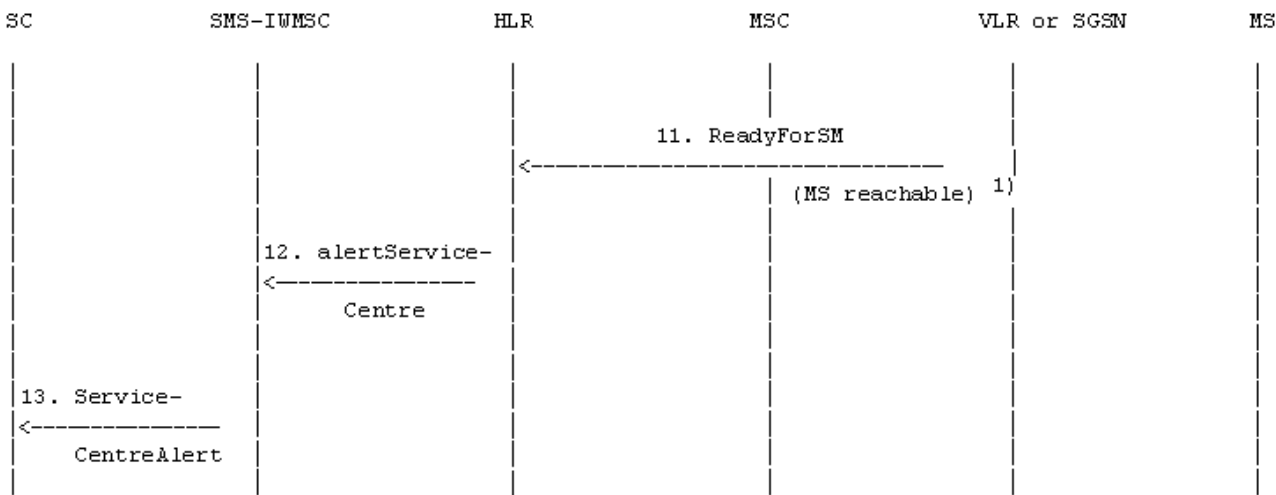 SC SMS-IWMSC HLR MSC VLR or SGSN MS
11. ReadyForSM
(MS reachable) 1)
12. alertService-
Centre
13. Service-
CentreAlert